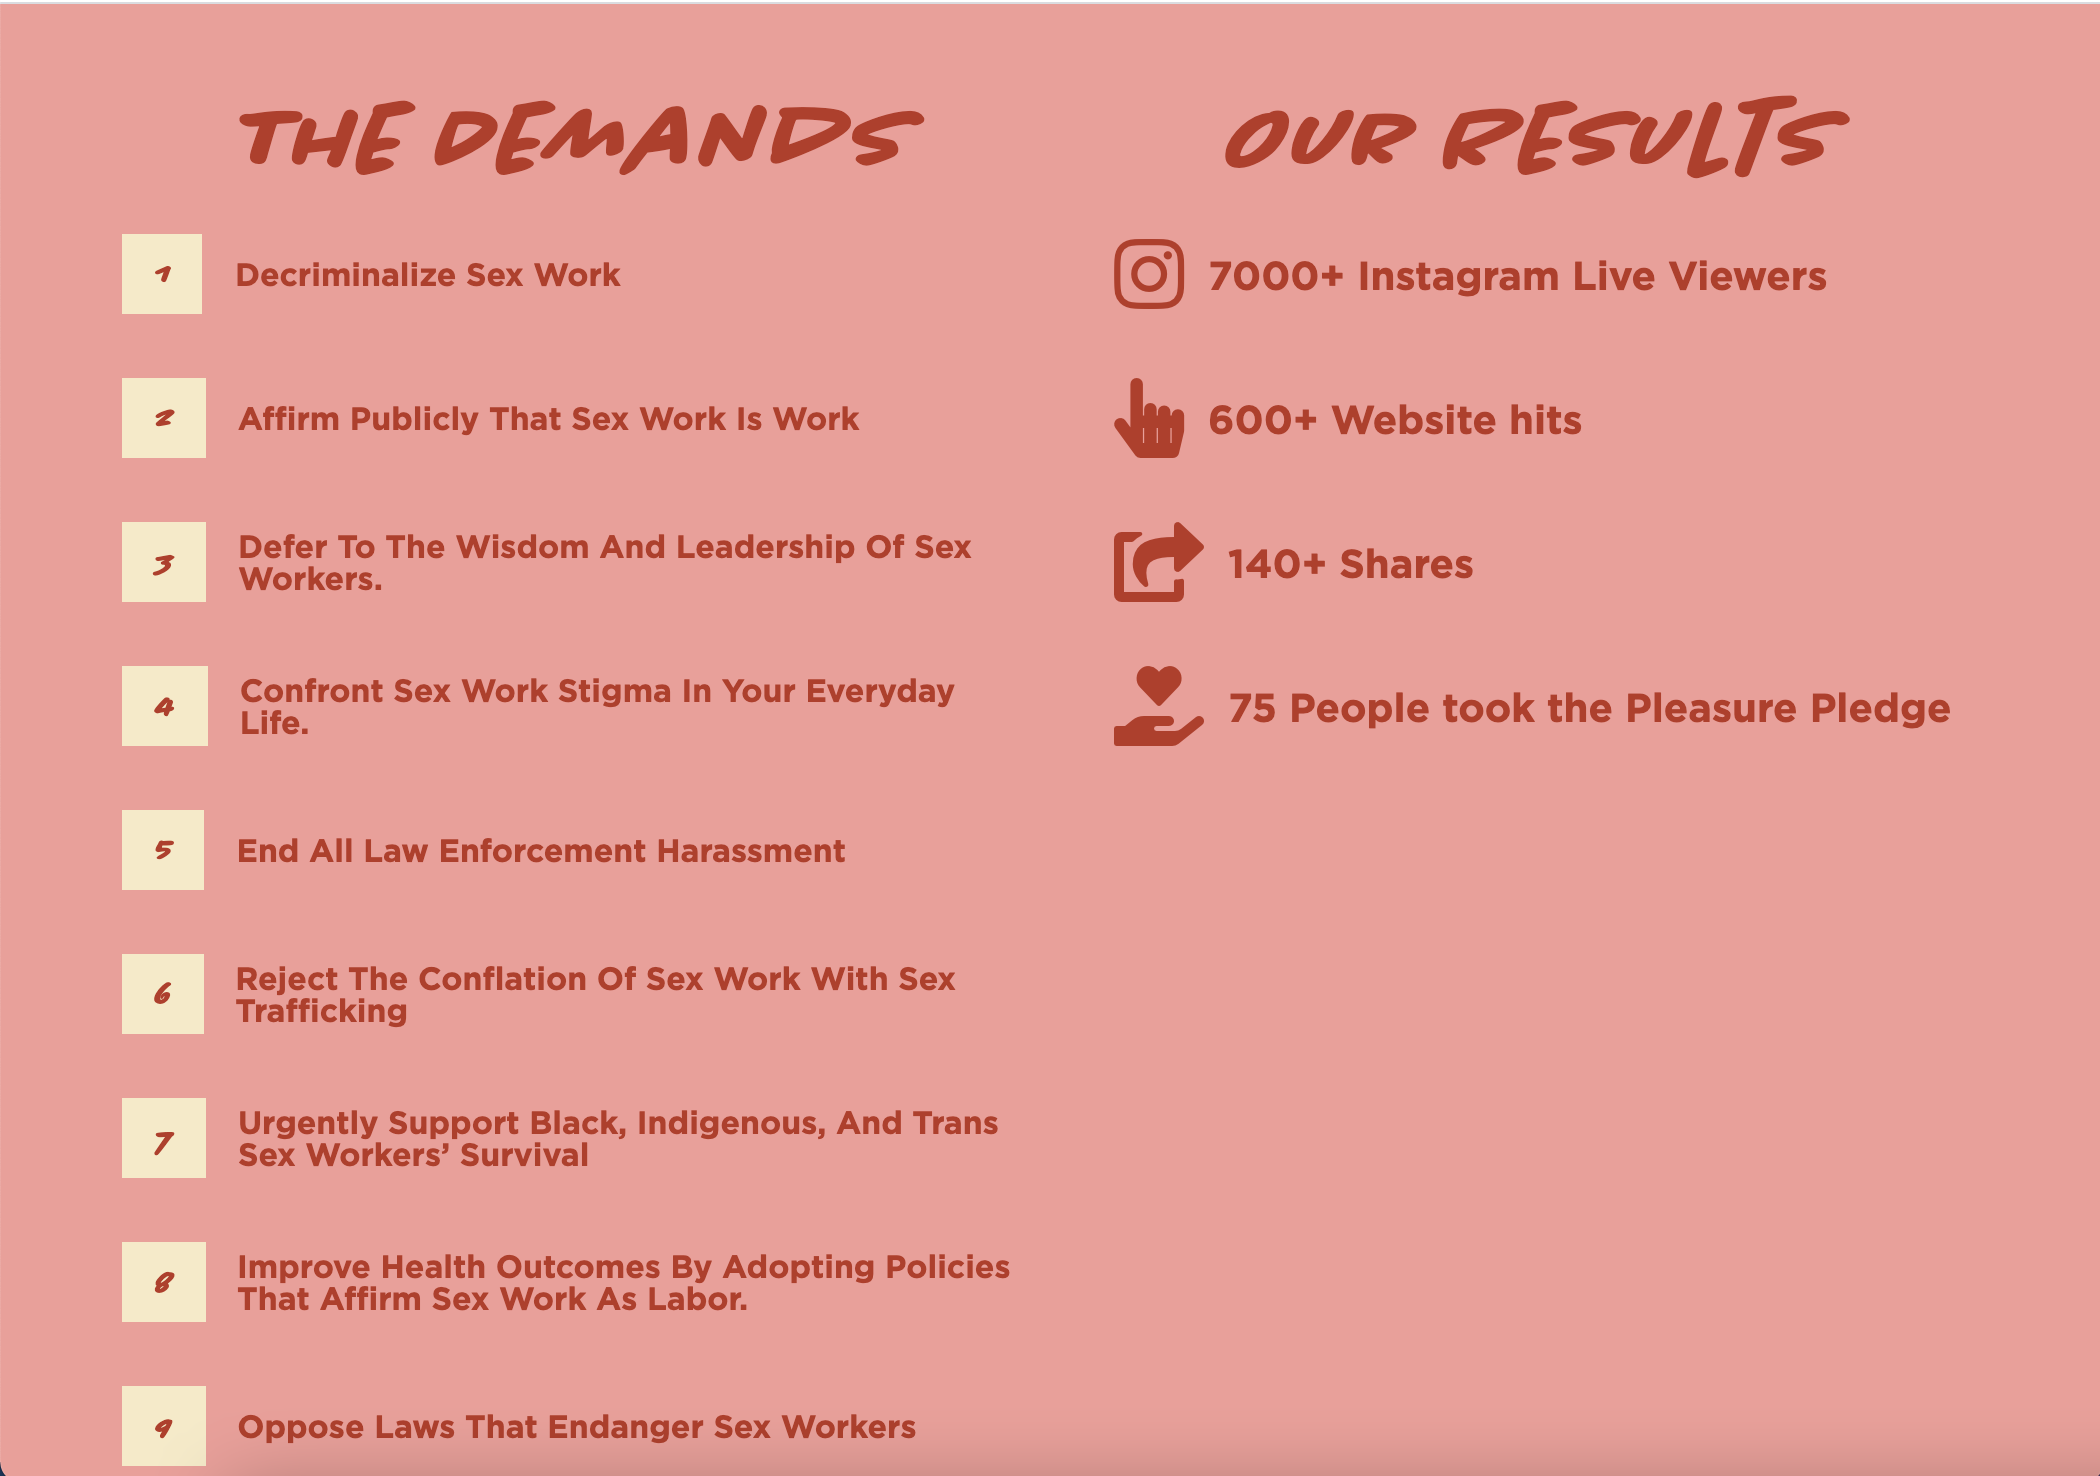 THE DEMANDS
1
Decriminalize Sex Work
2
Affirm Publicly That Sex Work Is Work
3
Defer To The Wisdom And Leadership Of Sex
Workers.
4
Confront Sex Work Stigma In Your Everyday
Life.
5
End All Law Enforcement Harassment
6
Reject The Conflation Of Sex Work With Sex
Trafficking
7
Urgently Support Black, Indigenous, And Trans
Sex Workers’ Survival
8
Improve Health Outcomes By Adopting Policies
That Affirm Sex Work As Labor.
9
Oppose Laws That Endanger Sex Workers
OUR RESULTS
7000+ Instagram Live Viewers
600+ Website hits
140+ Shares
75 People took the Pleasure Pledge